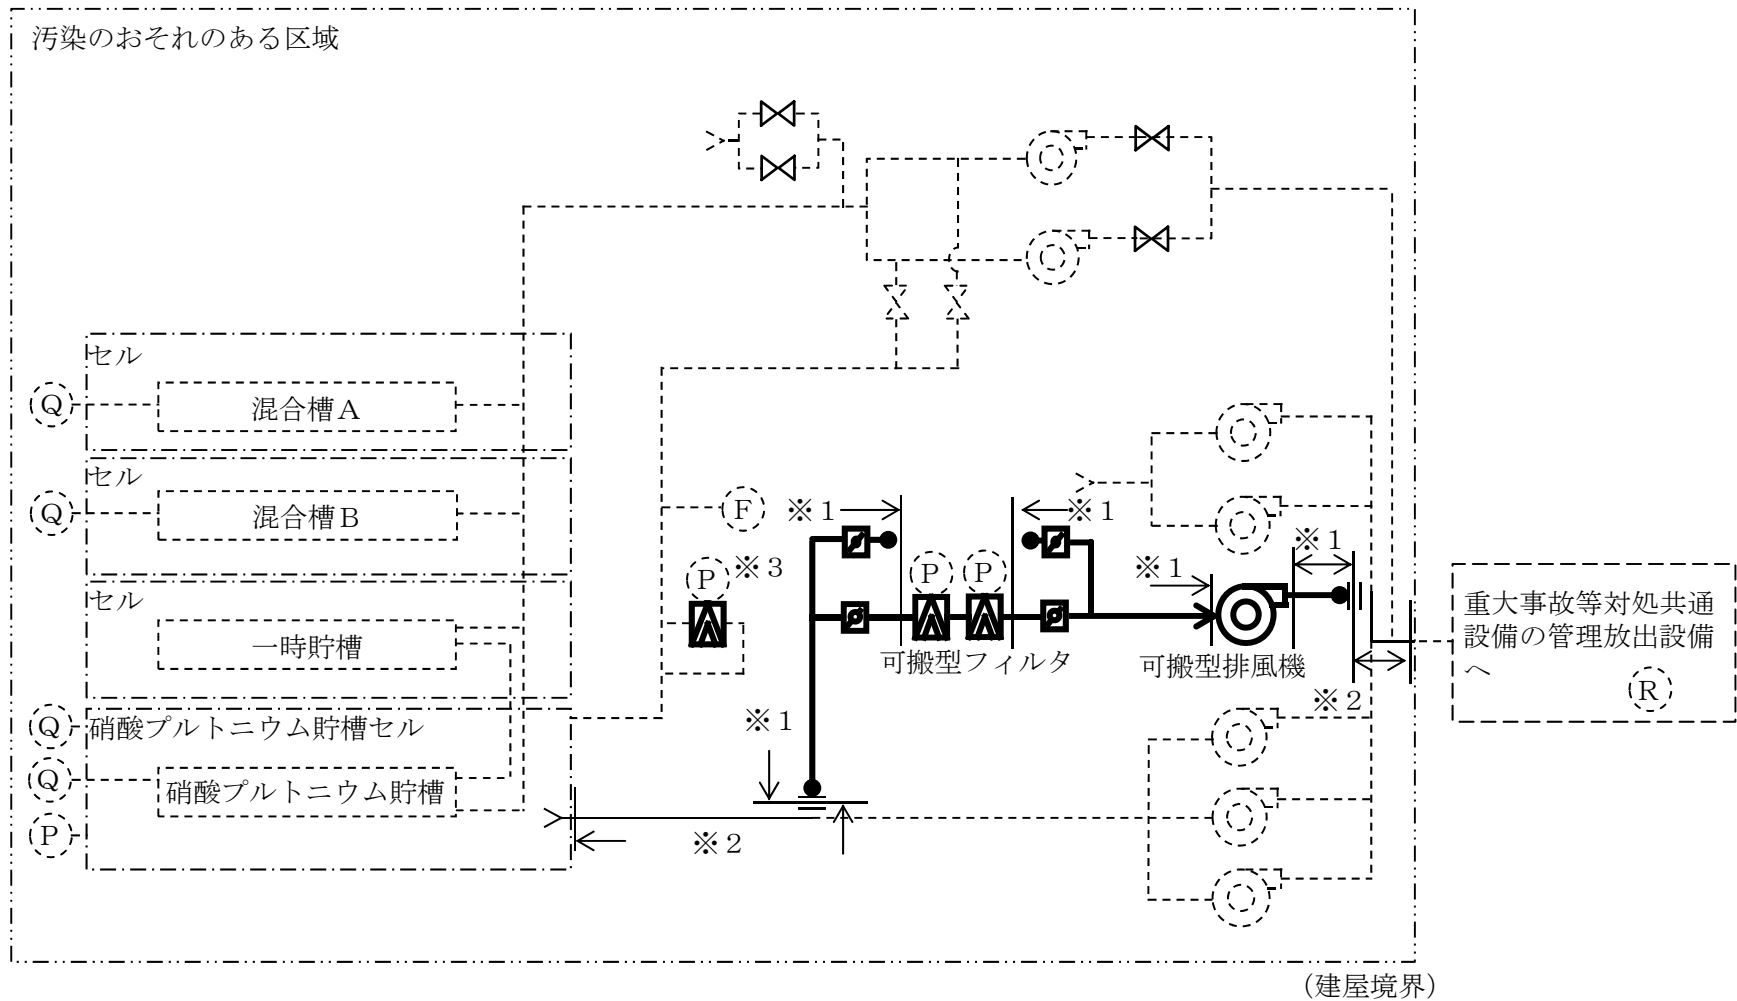 汚染のおそれのある区域
セル
Q
混合槽Ａ
セル
Q
混合槽Ｂ
F
※１
※１
※１
P
※３
P
P
※１
セル
一時貯槽
可搬型フィルタ
可搬型排風機
重大事故等対処共通
設備の管理放出設備
へ
R
※２
Q
硝酸プルトニウム貯槽セル
※１
Q
硝酸プルトニウム貯槽
P
※２
（建屋境界）